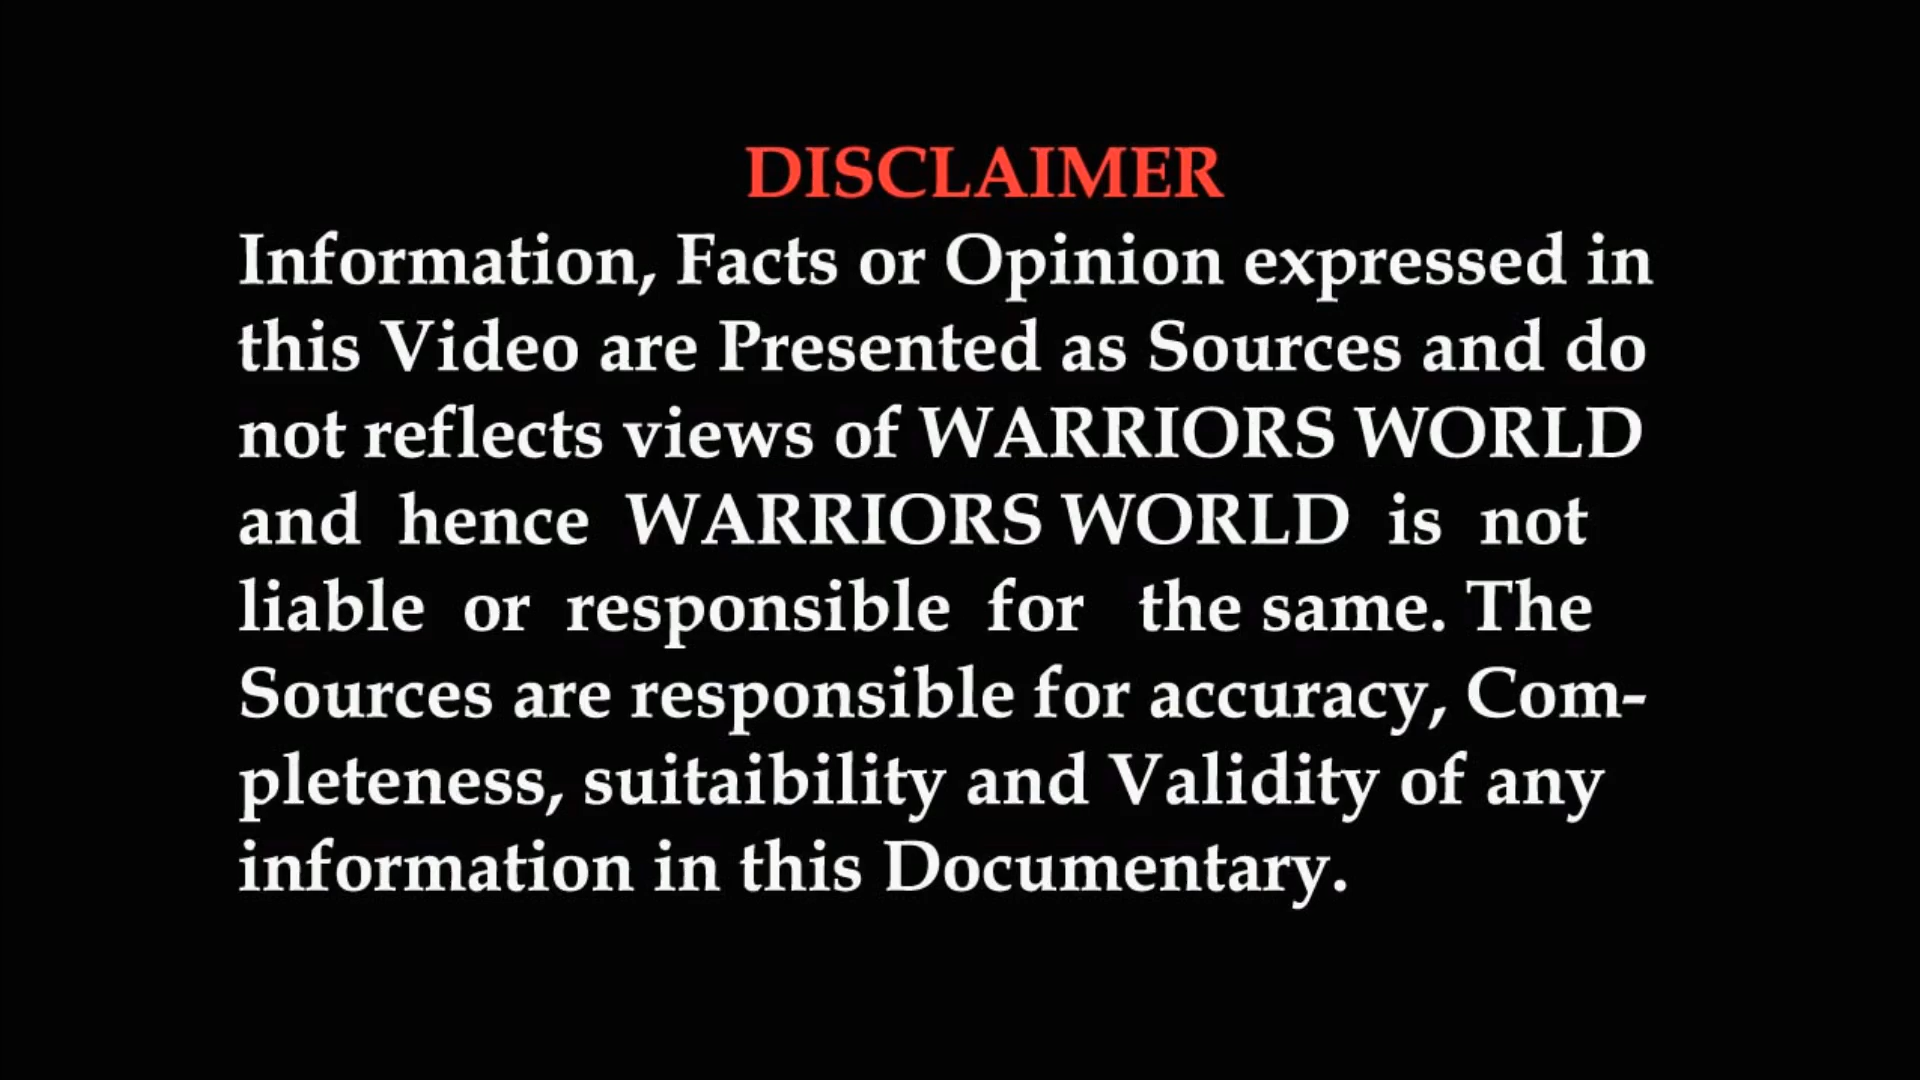 DISCLAIMER
Information, Facts or Opinion expressed in
this Video are Presented as Sources and do
not reflects views of WARRIORS WORLD
and hence WARRIORS WORLD is not
liable or responsible for the same. The
Sources are responsible for accuracy, Com-
pleteness, suitaibility and Validity of any
information in this Documentary.